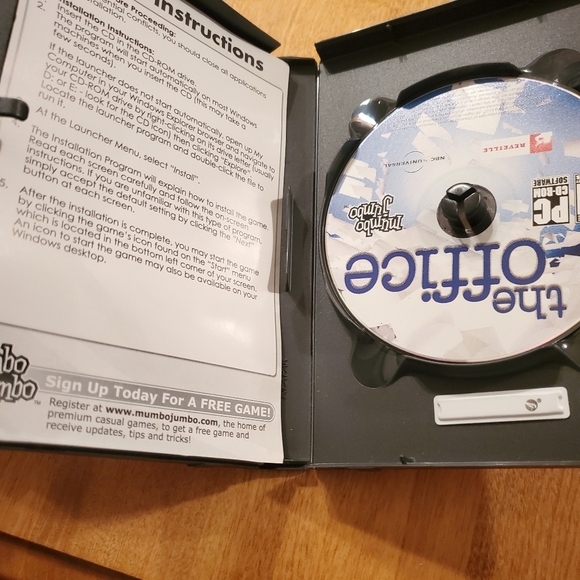 Instructions
Before Proceeding:
conflicts, you should close all applications
Installation Instructions:
2. Insert the CD in the CD-ROM drive.
The program will start automatically on most Windows
machines when you insert the CD (this may take a
few seconds).
If the launcher does not start automatically, open up My
Computer in your Windows Explorer browser and navigate to
your CD-ROM drive by right-clicking on its drive letter (usually
D: or E: - look for the CD icon) then clicking "Explore".
Locate the launcher program and double-click the file to
run it.
At the Launcher Menu, select "Install".
The Installation Program will explain how to install the game.
Read each screen carefully and follow the on-screen
instructions. If you are unfamiliar with this type of program,
simply accept the default setting by clicking the "Next"
button at each screen.
5. After the installation is complete, you may start the game
by clicking the game's icon found on the "Start" menu
which is located in the bottom left corner of your screen.
An icon to start the game may also be available on your
Windows desktop.
mbo
mbo
™
Sign Up Today For A FREE GAME!
Register at www.mumbojumbo.com, the home of
premium casual games, to get a free game and
receive updates, tips and tricks!
the
office
Mumbo
Jumbo
PC
CD-ROM
SOFTWARE
NBC UNIVERSAL
REVEILLE